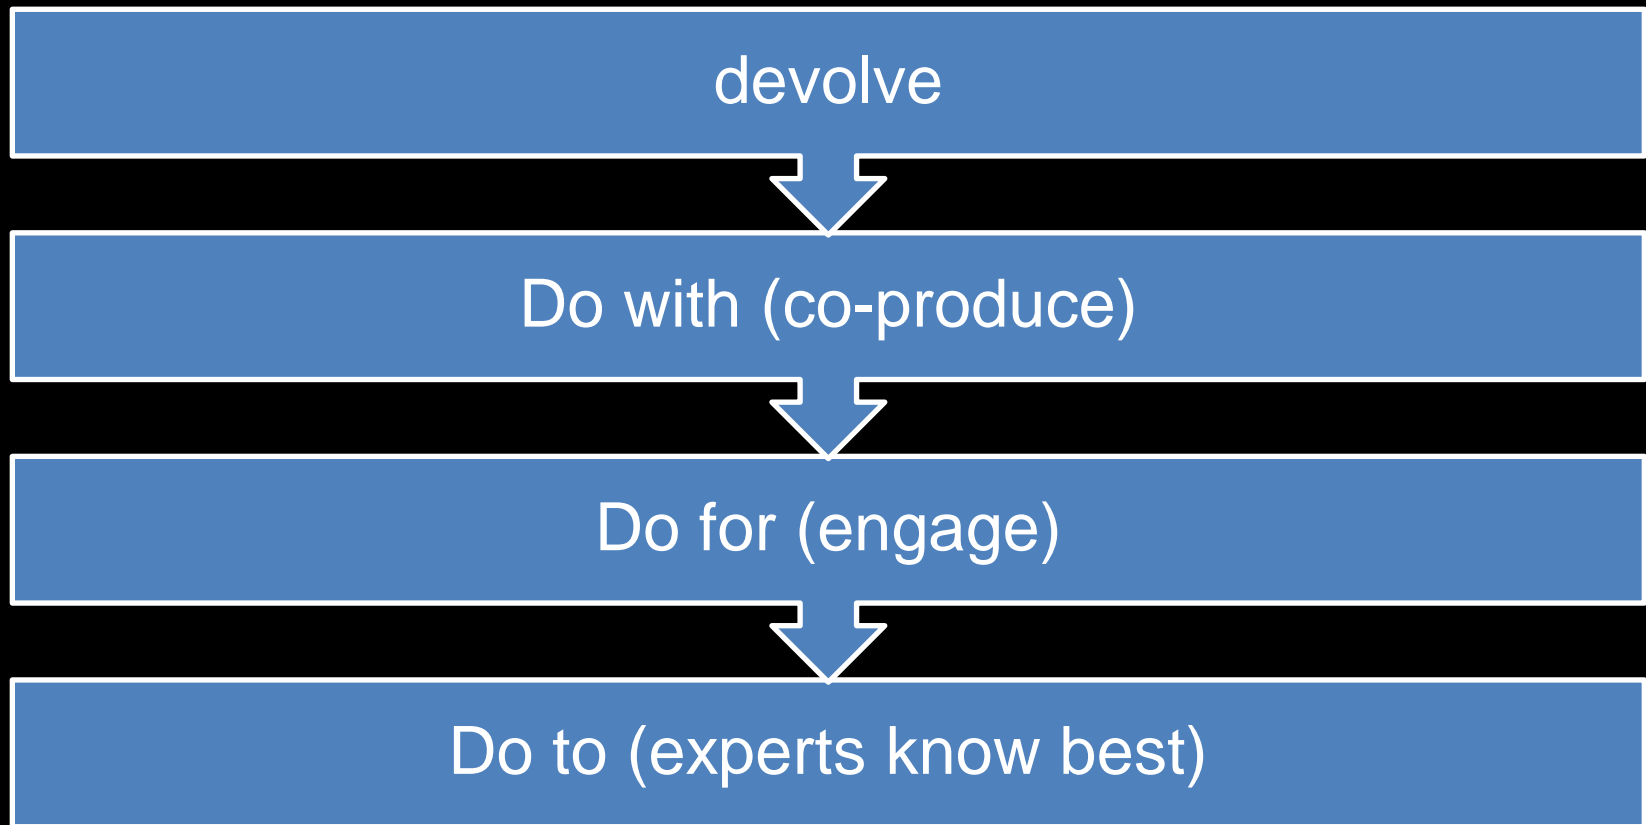 devolve
Do with (co-produce)
Do for (engage)
Do to (experts know best)